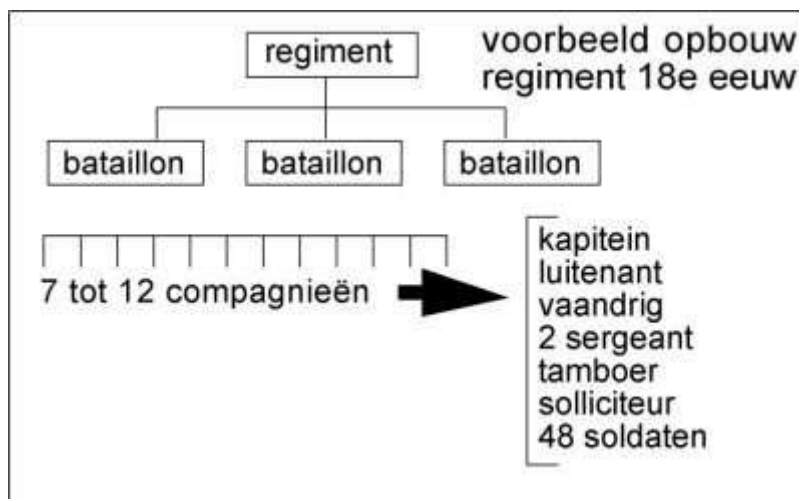 voorbeeld opbouw
regiment 18e eeuw
regiment
bataillon bataillon bataillon
7 tot 12 compagnieën
kapitein
luitenant
vaandrig
2 sergeant
tamboer
solliciteur
48 soldaten